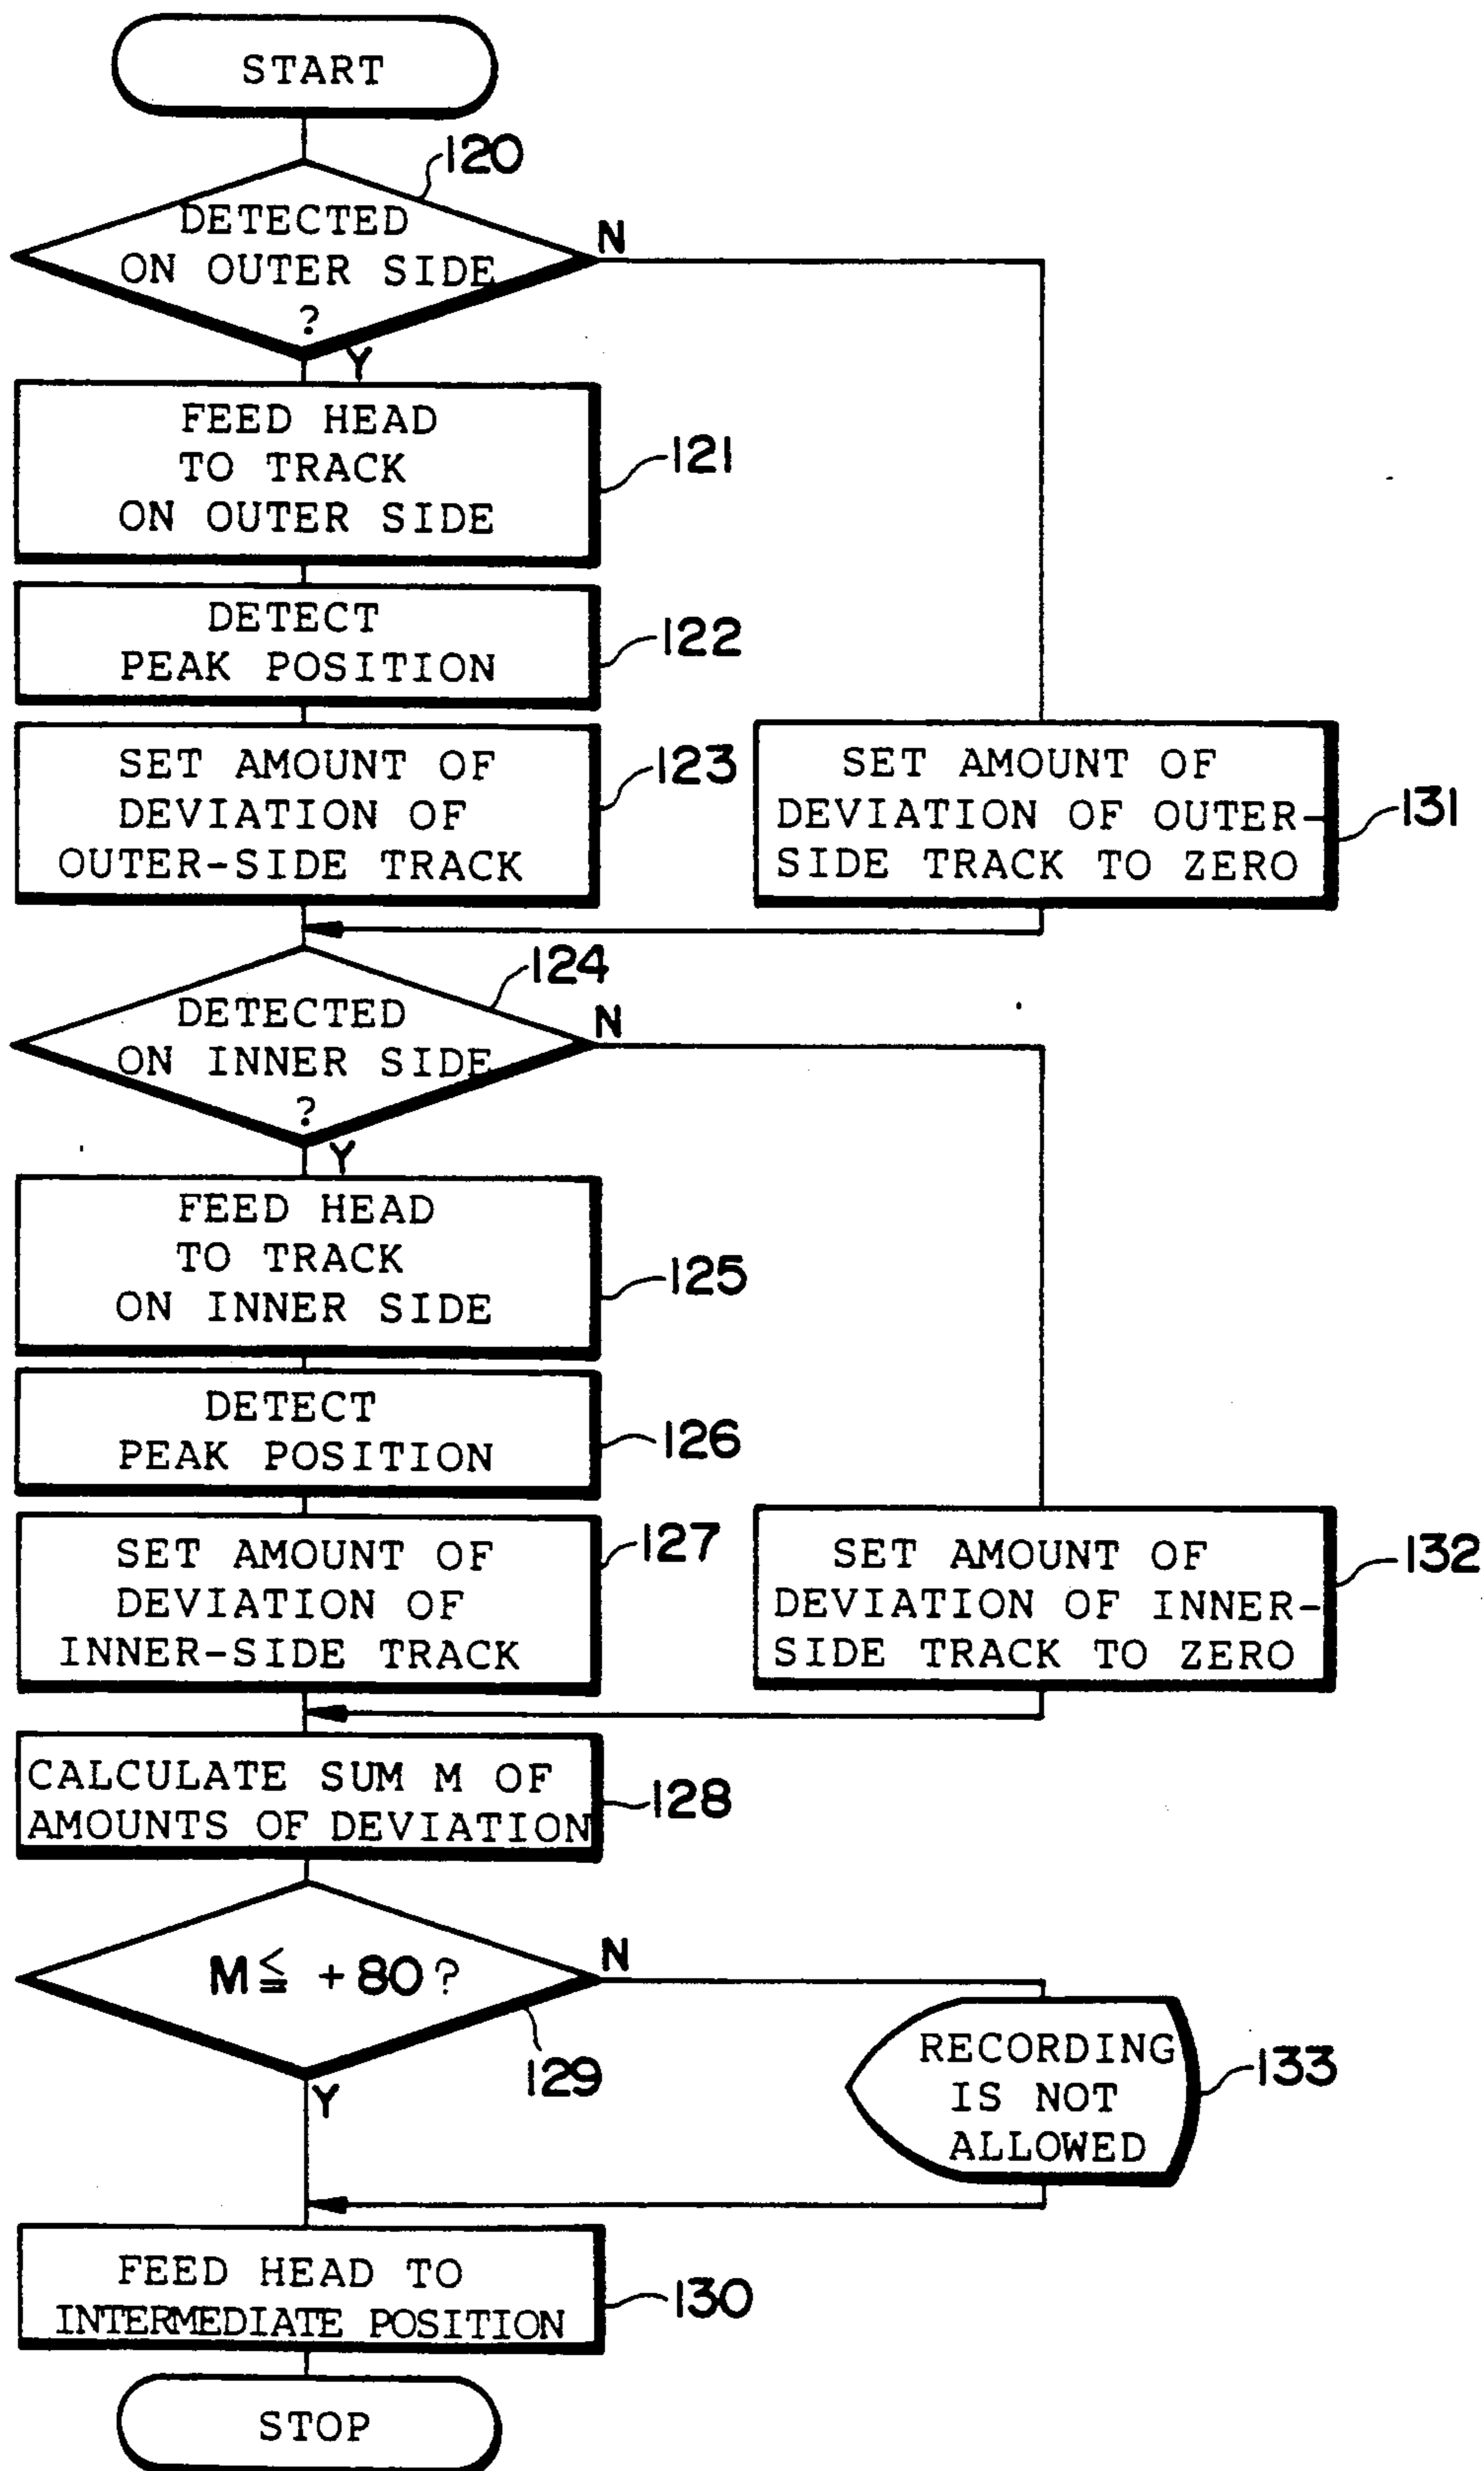 START
120
DETECTED
ON OUTER SIDE
?
N
Y
FEED HEAD
TO TRACK
ON OUTER SIDE
121
DETECT
PEAK POSITION
122
SET AMOUNT OF
DEVIATION OF
OUTER-SIDE TRACK
123
SET AMOUNT OF
DEVIATION OF OUTER-
SIDE TRACK TO ZERO
131
124
DETECTED
ON INNER SIDE
?
N
Y
FEED HEAD
TO TRACK
ON INNER SIDE
125
DETECT
PEAK POSITION
126
SET AMOUNT OF
DEVIATION OF
INNER-SIDE TRACK
127
SET AMOUNT OF
DEVIATION OF INNER-
SIDE TRACK TO ZERO
132
CALCULATE SUM M OF
AMOUNTS OF DEVIATION
128
M ≦ +80?
N
129
Y
RECORDING
IS NOT
ALLOWED
133
FEED HEAD TO
INTERMEDIATE POSITION
130
STOP